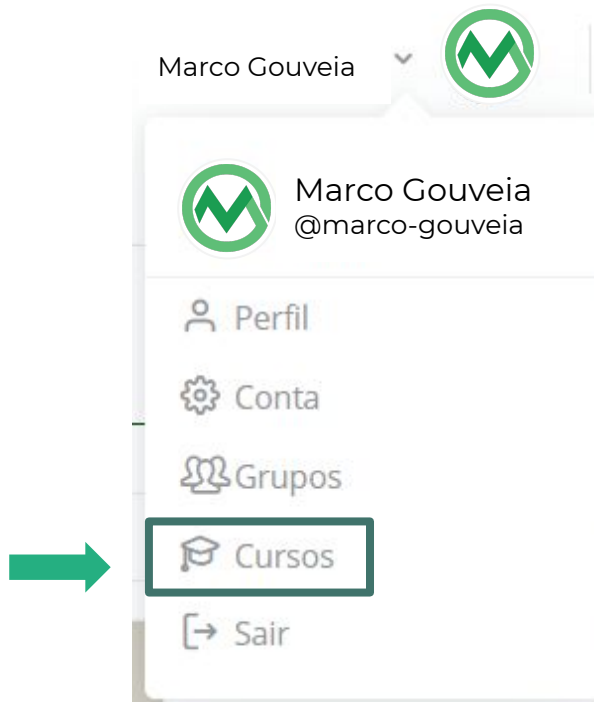 Marco Gouveia
Marco Gouveia
@marco-gouveia
Perfil
Conta
Grupos
Cursos
Sair